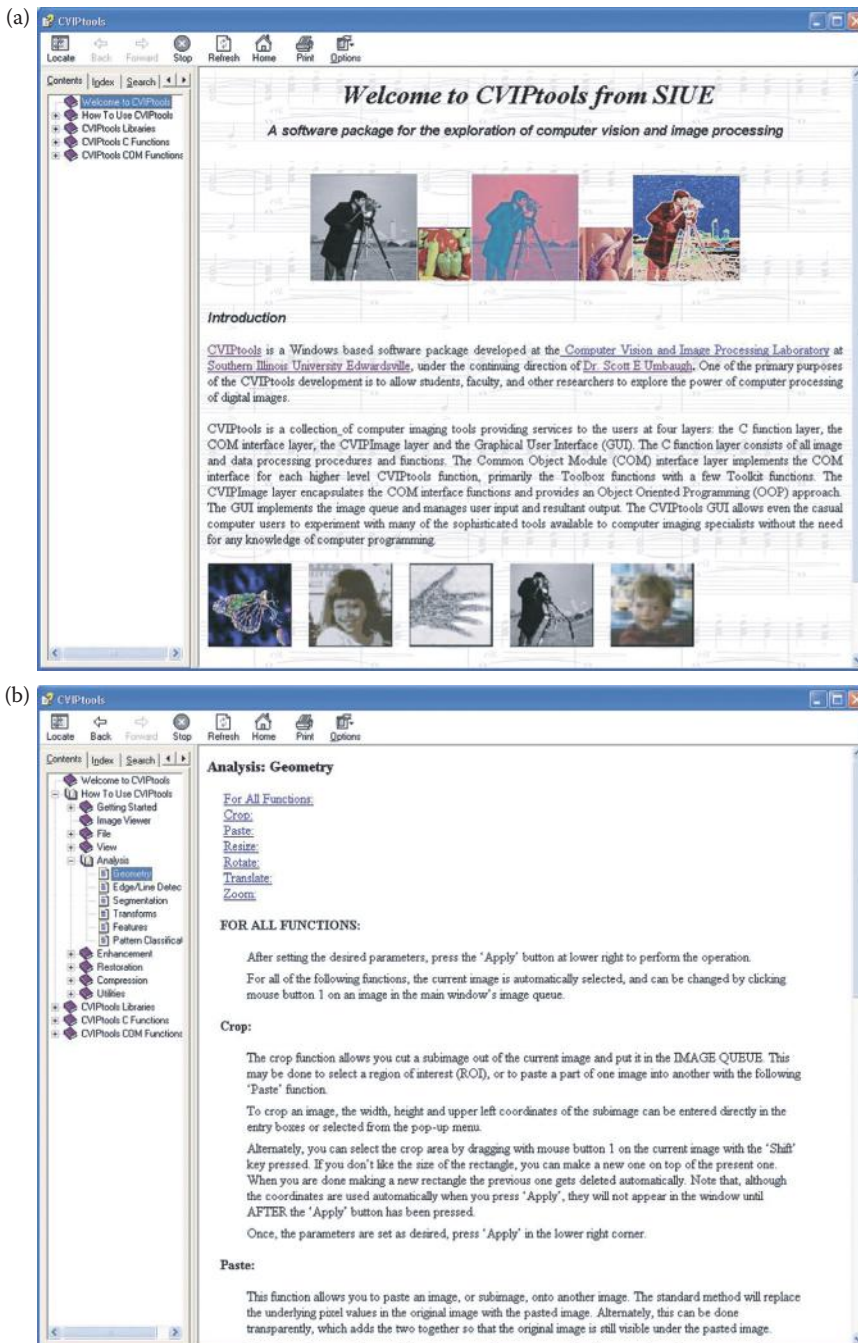 (a)
CVIPtools
Locate Back Forward Stop Refresh Home Print Options
Contents Index Search
Welcome to CVIPtools
How To Use CVIPtools
CVIPtools Libraries
CVIPtools C Functions
CVIPtools COM Functions
Welcome to CVIPtools from SIUE
A software package for the exploration of computer vision and image processing
Introduction
CVIPtools is a Windows based software package developed at the Computer Vision and Image Processing Laboratory at
Southern Illinois University Edwardsville, under the continuing direction of Dr. Scott E Umbaugh. One of the primary purposes
of the CVIPtools development is to allow students, faculty, and other researchers to explore the power of computer processing
of digital images.
CVIPtools is a collection of computer imaging tools providing services to the users at four layers: the C function layer, the
COM interface layer, the CVIPImage layer and the Graphical User Interface (GUI). The C function layer consists of all image
and data processing procedures and functions. The Common Object Module (COM) interface layer implements the COM
interface for each higher level CVIPtools function, primarily the Toolbox functions with a few Toolkit functions. The
CVIPImage layer encapsulates the COM interface functions and provides an Object Oriented Programming (OOP) approach.
The GUI implements the image queue and manages user input and resultant output. The CVIPtools GUI allows even the casual
computer users to experiment with many of the sophisticated tools available to computer imaging specialists without the need
for any knowledge of computer programming.
(b)
CVIPtools
Locate Back Forward Stop Refresh Home Print Options
Contents Index Search
Welcome to CVIPtools
How To Use CVIPtools
Getting Started
Image Viewer
File
View
Analysis
Geometry
Edge/Line Detec
Segmentation
Transforms
Features
Pattern Classificat
Enhancement
Restoration
Compression
Utilities
CVIPtools Libraries
CVIPtools C Functions
CVIPtools COM Functions
Analysis: Geometry
For All Functions:
Crop:
Paste:
Resize:
Rotate:
Translate:
Zoom:
FOR ALL FUNCTIONS:
After setting the desired parameters, press the 'Apply' button at lower right to perform the operation.
For all of the following functions, the current image is automatically selected, and can be changed by clicking
mouse button 1 on an image in the main window's image queue.
Crop:
The crop function allows you cut a subimage out of the current image and put it in the IMAGE QUEUE. This
may be done to select a region of interest (ROI), or to paste a part of one image into another with the following
'Paste' function.
To crop an image, the width, height and upper left coordinates of the subimage can be entered directly in the
entry boxes or selected from the pop-up menu.
Alternately, you can select the crop area by dragging with mouse button 1 on the current image with the 'Shift'
key pressed. If you don't like the size of the rectangle, you can make a new one on top of the present one.
When you are done making a new rectangle the previous one gets deleted automatically. Note that, although
the coordinates are used automatically when you press 'Apply', they will not appear in the window until
AFTER the 'Apply' button has been pressed.
Once, the parameters are set as desired, press 'Apply' in the lower right corner.
Paste:
This function allows you to paste an image, or subimage, onto another image. The standard method will replace
the underlying pixel values in the original image with the pasted image. Alternately, this can be done
transparently, which adds the two together so that the original image is still visible under the pasted image.